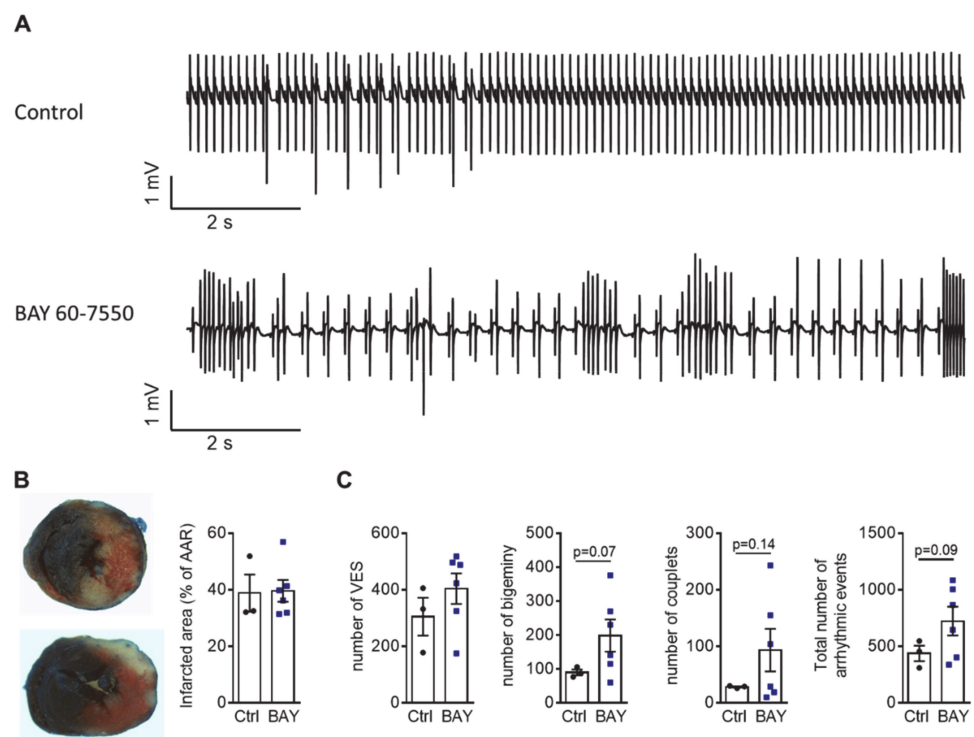 A
Control
1 mV
2 s
BAY 60-7550
1 mV
2 s
B
Infarcted area (% of AAR)
60
40
20
0
Ctrl BAY
C
number of VES
600
400
200
0
Ctrl BAY
number of bigeminy
500
400
300
200
100
0
p=0.07
Ctrl BAY
number of couplets
300
200
100
0
p=0.14
Ctrl BAY
Total number of
arrhythmic events
1500
1000
500
0
p=0.09
Ctrl BAY